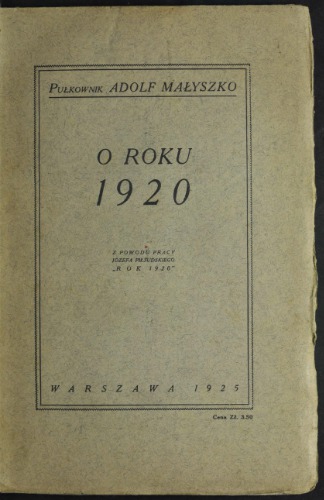 Pułkownik ADOLF MAŁYSZKO
O ROKU
1920
Z POWODU PRACY
JÓZEFA PIŁSUDSKIEGO
„ROK 1920"
WARSZAWA 1925
Cena Zł. 3.50